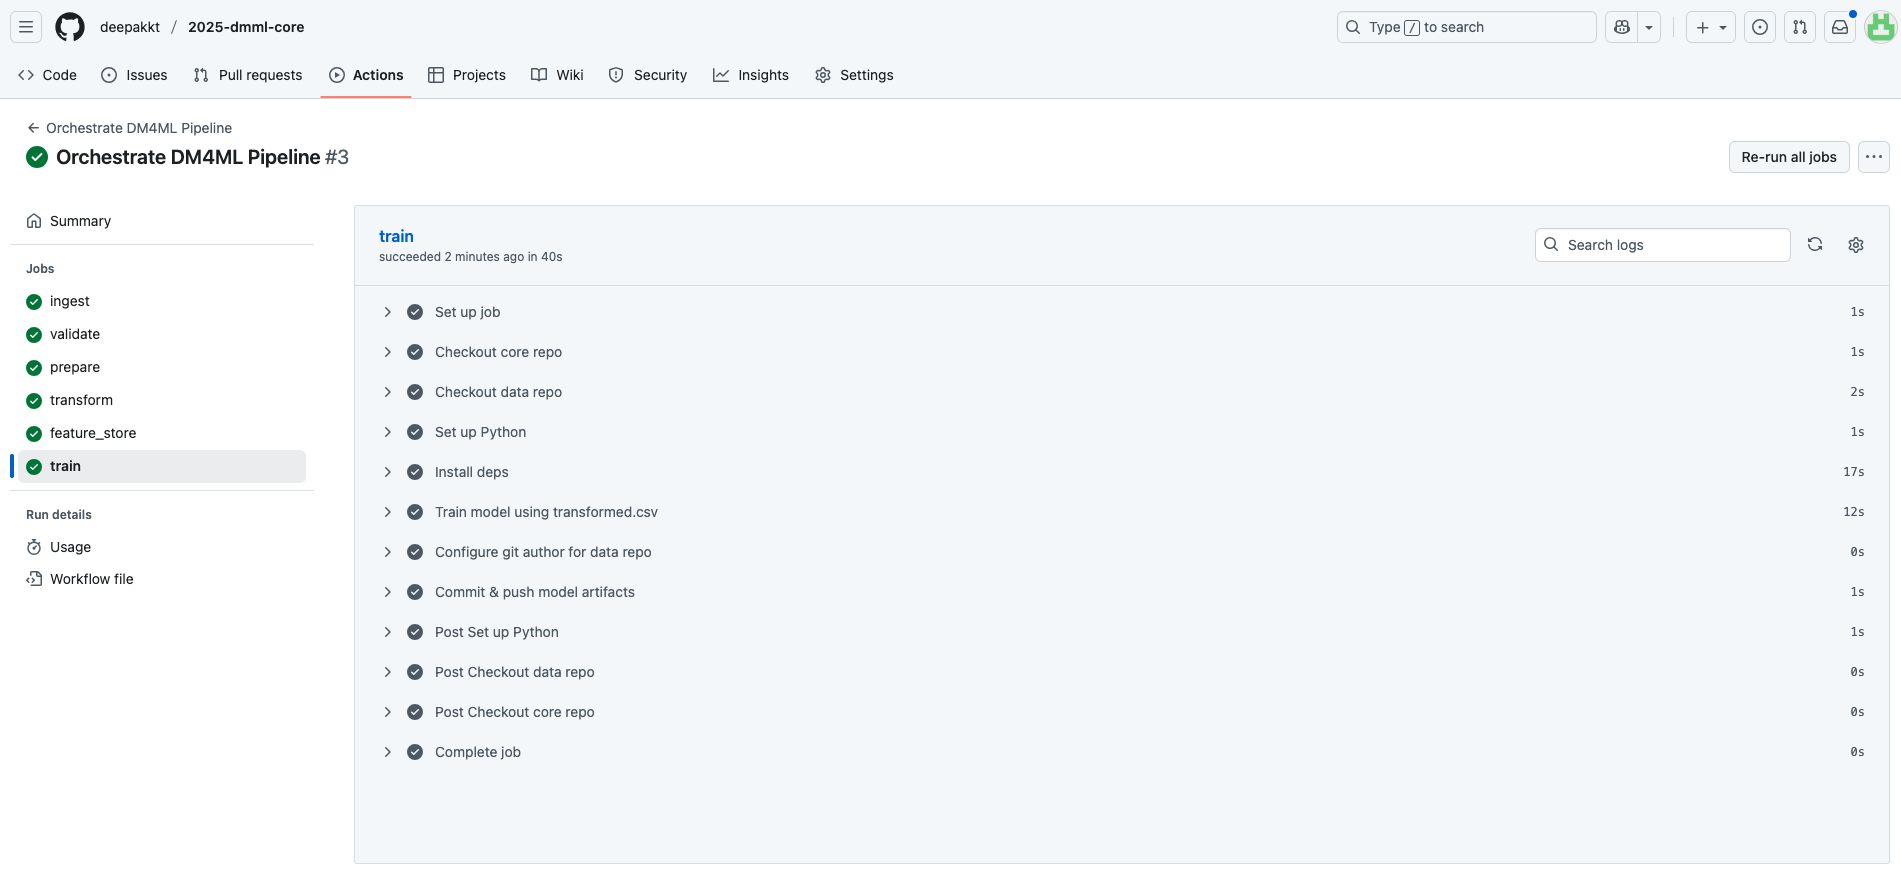 deepakkt / 2025-dmml-core
Type / to search
Code
Issues
Pull requests
Actions
Projects
Wiki
Security
Insights
Settings
Orchestrate DM4ML Pipeline
Orchestrate DM4ML Pipeline #3
Re-run all jobs
Summary
Jobs
ingest
validate
prepare
transform
feature_store
train
Run details
Usage
Workflow file
train
succeeded 2 minutes ago in 40s
Search logs
Set up job 1s
Checkout core repo 1s
Checkout data repo 2s
Set up Python 1s
Install deps 17s
Train model using transformed.csv 12s
Configure git author for data repo 0s
Commit & push model artifacts 1s
Post Set up Python 1s
Post Checkout data repo 0s
Post Checkout core repo 0s
Complete job 0s